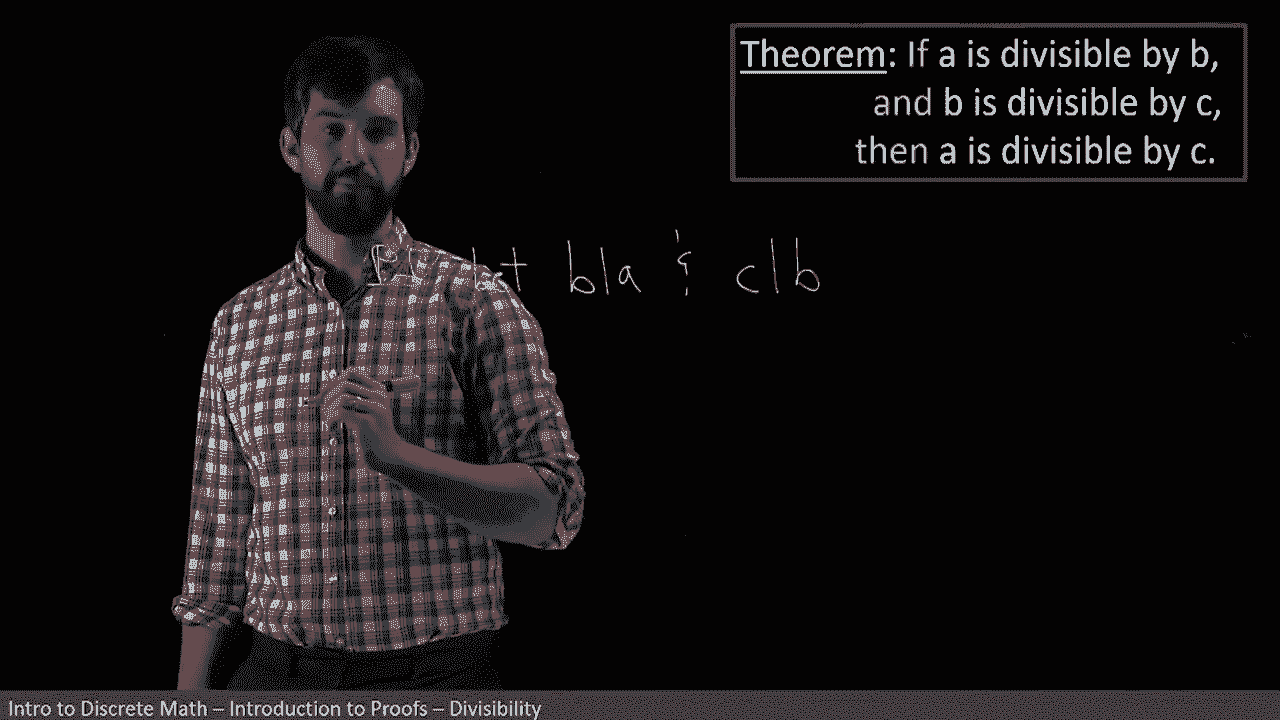 Theorem: If a is divisible by b,
and b is divisible by c,
then a is divisible by c.
Pf: Let b|a & c|b
Intro to Discrete Math – Introduction to Proofs – Divisibility